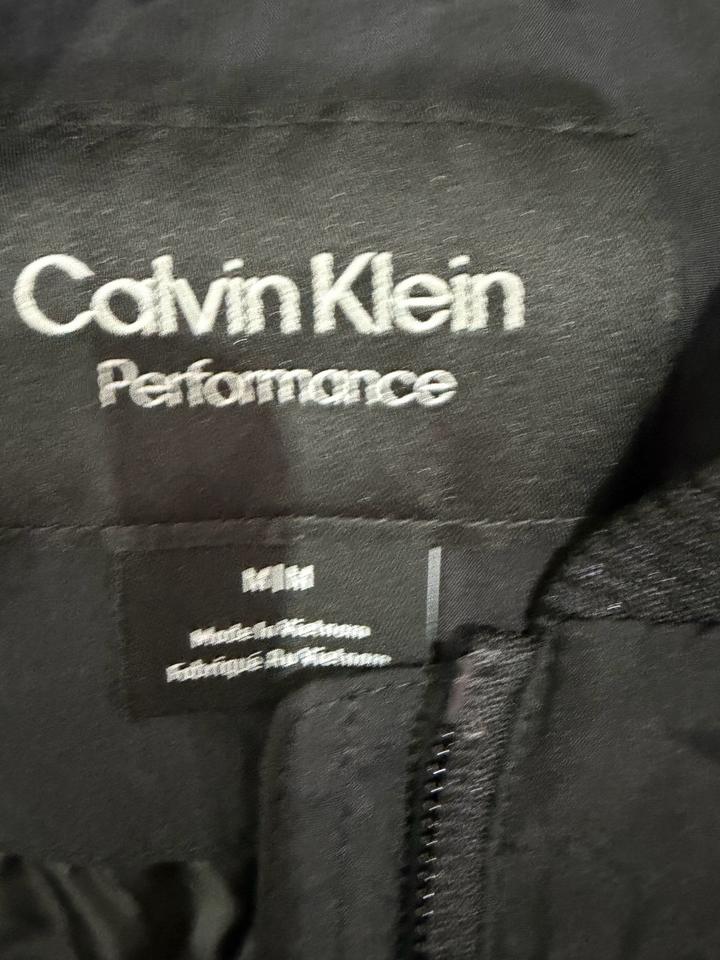 Calvin Klein
Performance
M|M
Made In Vietnam
Fabriqué Au Vietnam